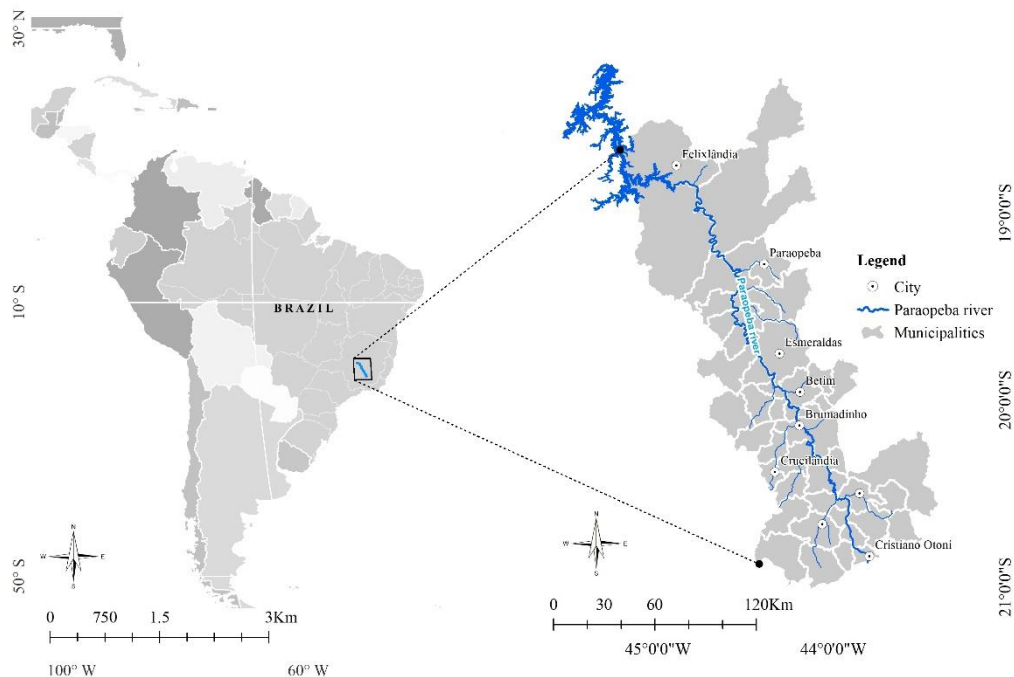 30° N
10° S
50° S
BRAZIL
N
W
E
S
0 750 1.5 3Km
100° W 60° W
Felixlândia
Paraopeba
Paraopeba river
Esmeraldas
Betim
Brumadinho
Crucilandia
Cristiano Otoni
Legend
City
Paraopeba river
Municipalitics
19°0'0"S
20°0'0"S
21°0'0"S
N
W
E
S
0 30 60 120Km
45°0'0"W 44°0'0"W